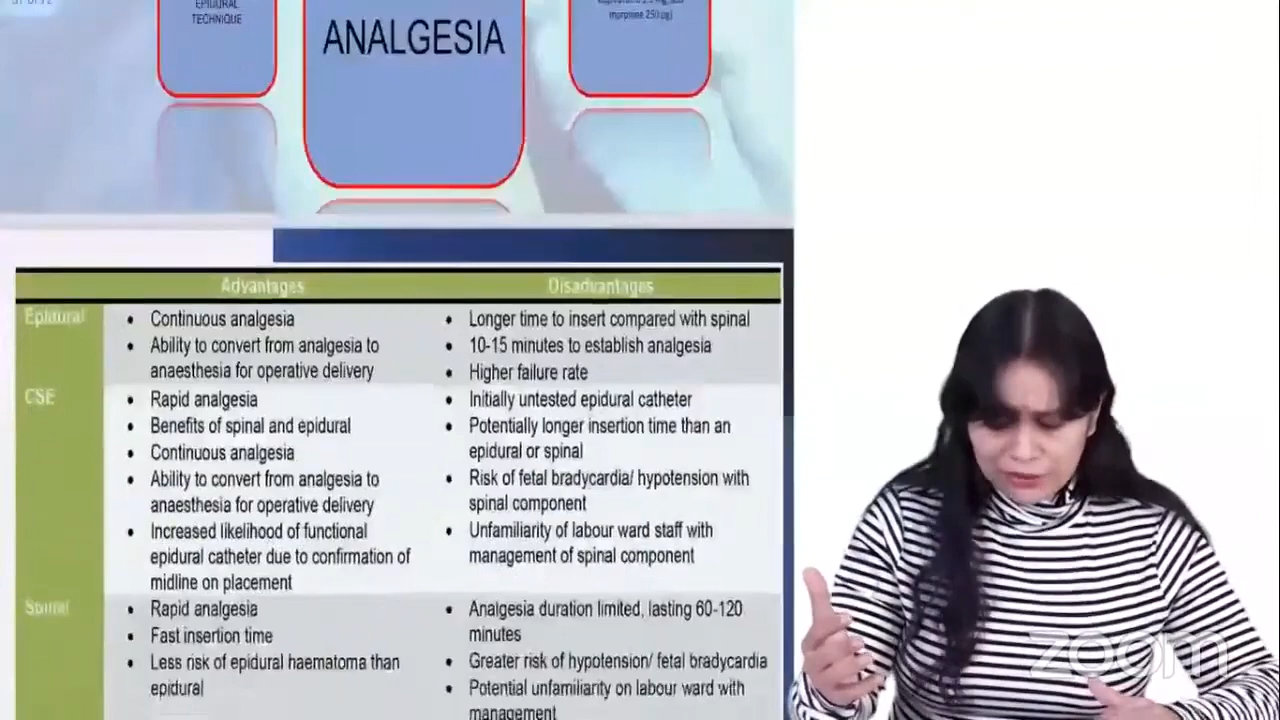 EPIDURAL
TECHNIQUE
ANALGESIA
morphine 250 µg)
Advantages
Disadvantages
Epidural
Continuous analgesia
Ability to convert from analgesia to
anaesthesia for operative delivery
Longer time to insert compared with spinal
10-15 minutes to establish analgesia
Higher failure rate
CSE
Rapid analgesia
Benefits of spinal and epidural
Continuous analgesia
Ability to convert from analgesia to
anaesthesia for operative delivery
Increased likelihood of functional
epidural catheter due to confirmation of
midline on placement
Initially untested epidural catheter
Potentially longer insertion time than an
epidural or spinal
Risk of fetal bradycardia/ hypotension with
spinal component
Unfamiliarity of labour ward staff with
management of spinal component
Spinal
Rapid analgesia
Fast insertion time
Less risk of epidural haematoma than
epidural
Analgesia duration limited, lasting 60-120
minutes
Greater risk of hypotension/ fetal bradycardia
Potential unfamiliarity on labour ward with
management
zoom